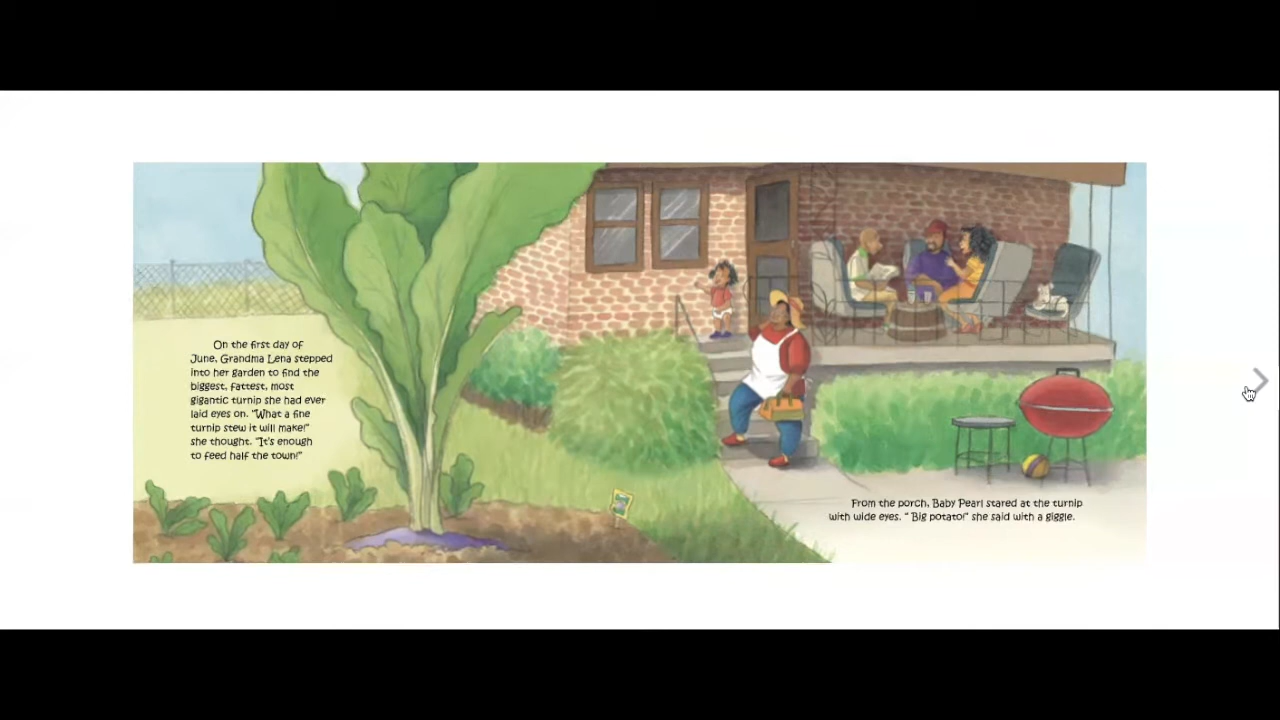 On the first day of
June, Grandma Lena stepped
into her garden to find the
biggest, fattest, most
gigantic turnip she had ever
laid eyes on. "What a fine
turnip stew it will make!"
she thought. "It's enough
to feed half the town!"
From the porch, Baby Pearl stared at the turnip
with wide eyes. " Big potato!" she said with a giggle.